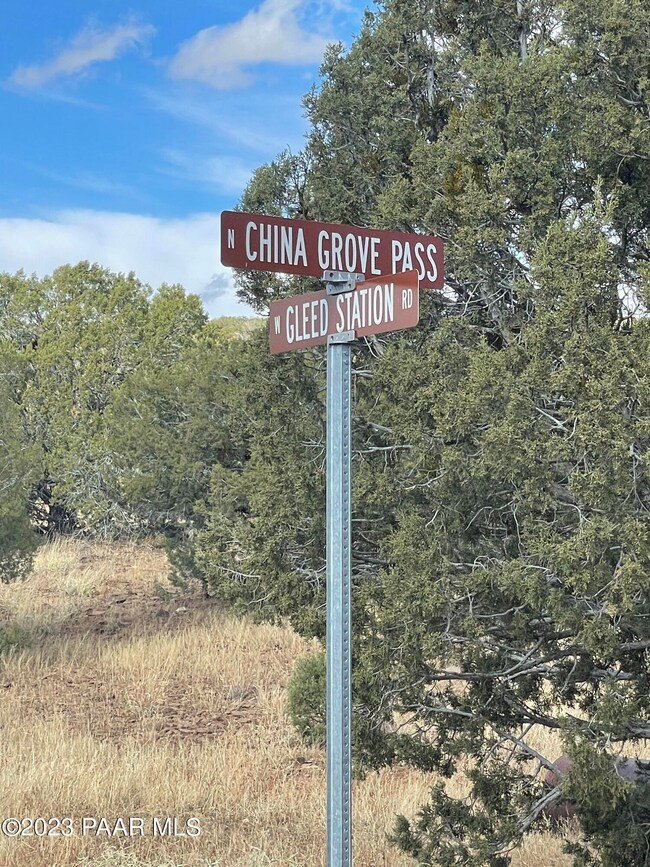 N CHINA GROVE PASS
W GLEED STATION RD
©2023 PAAR MLS